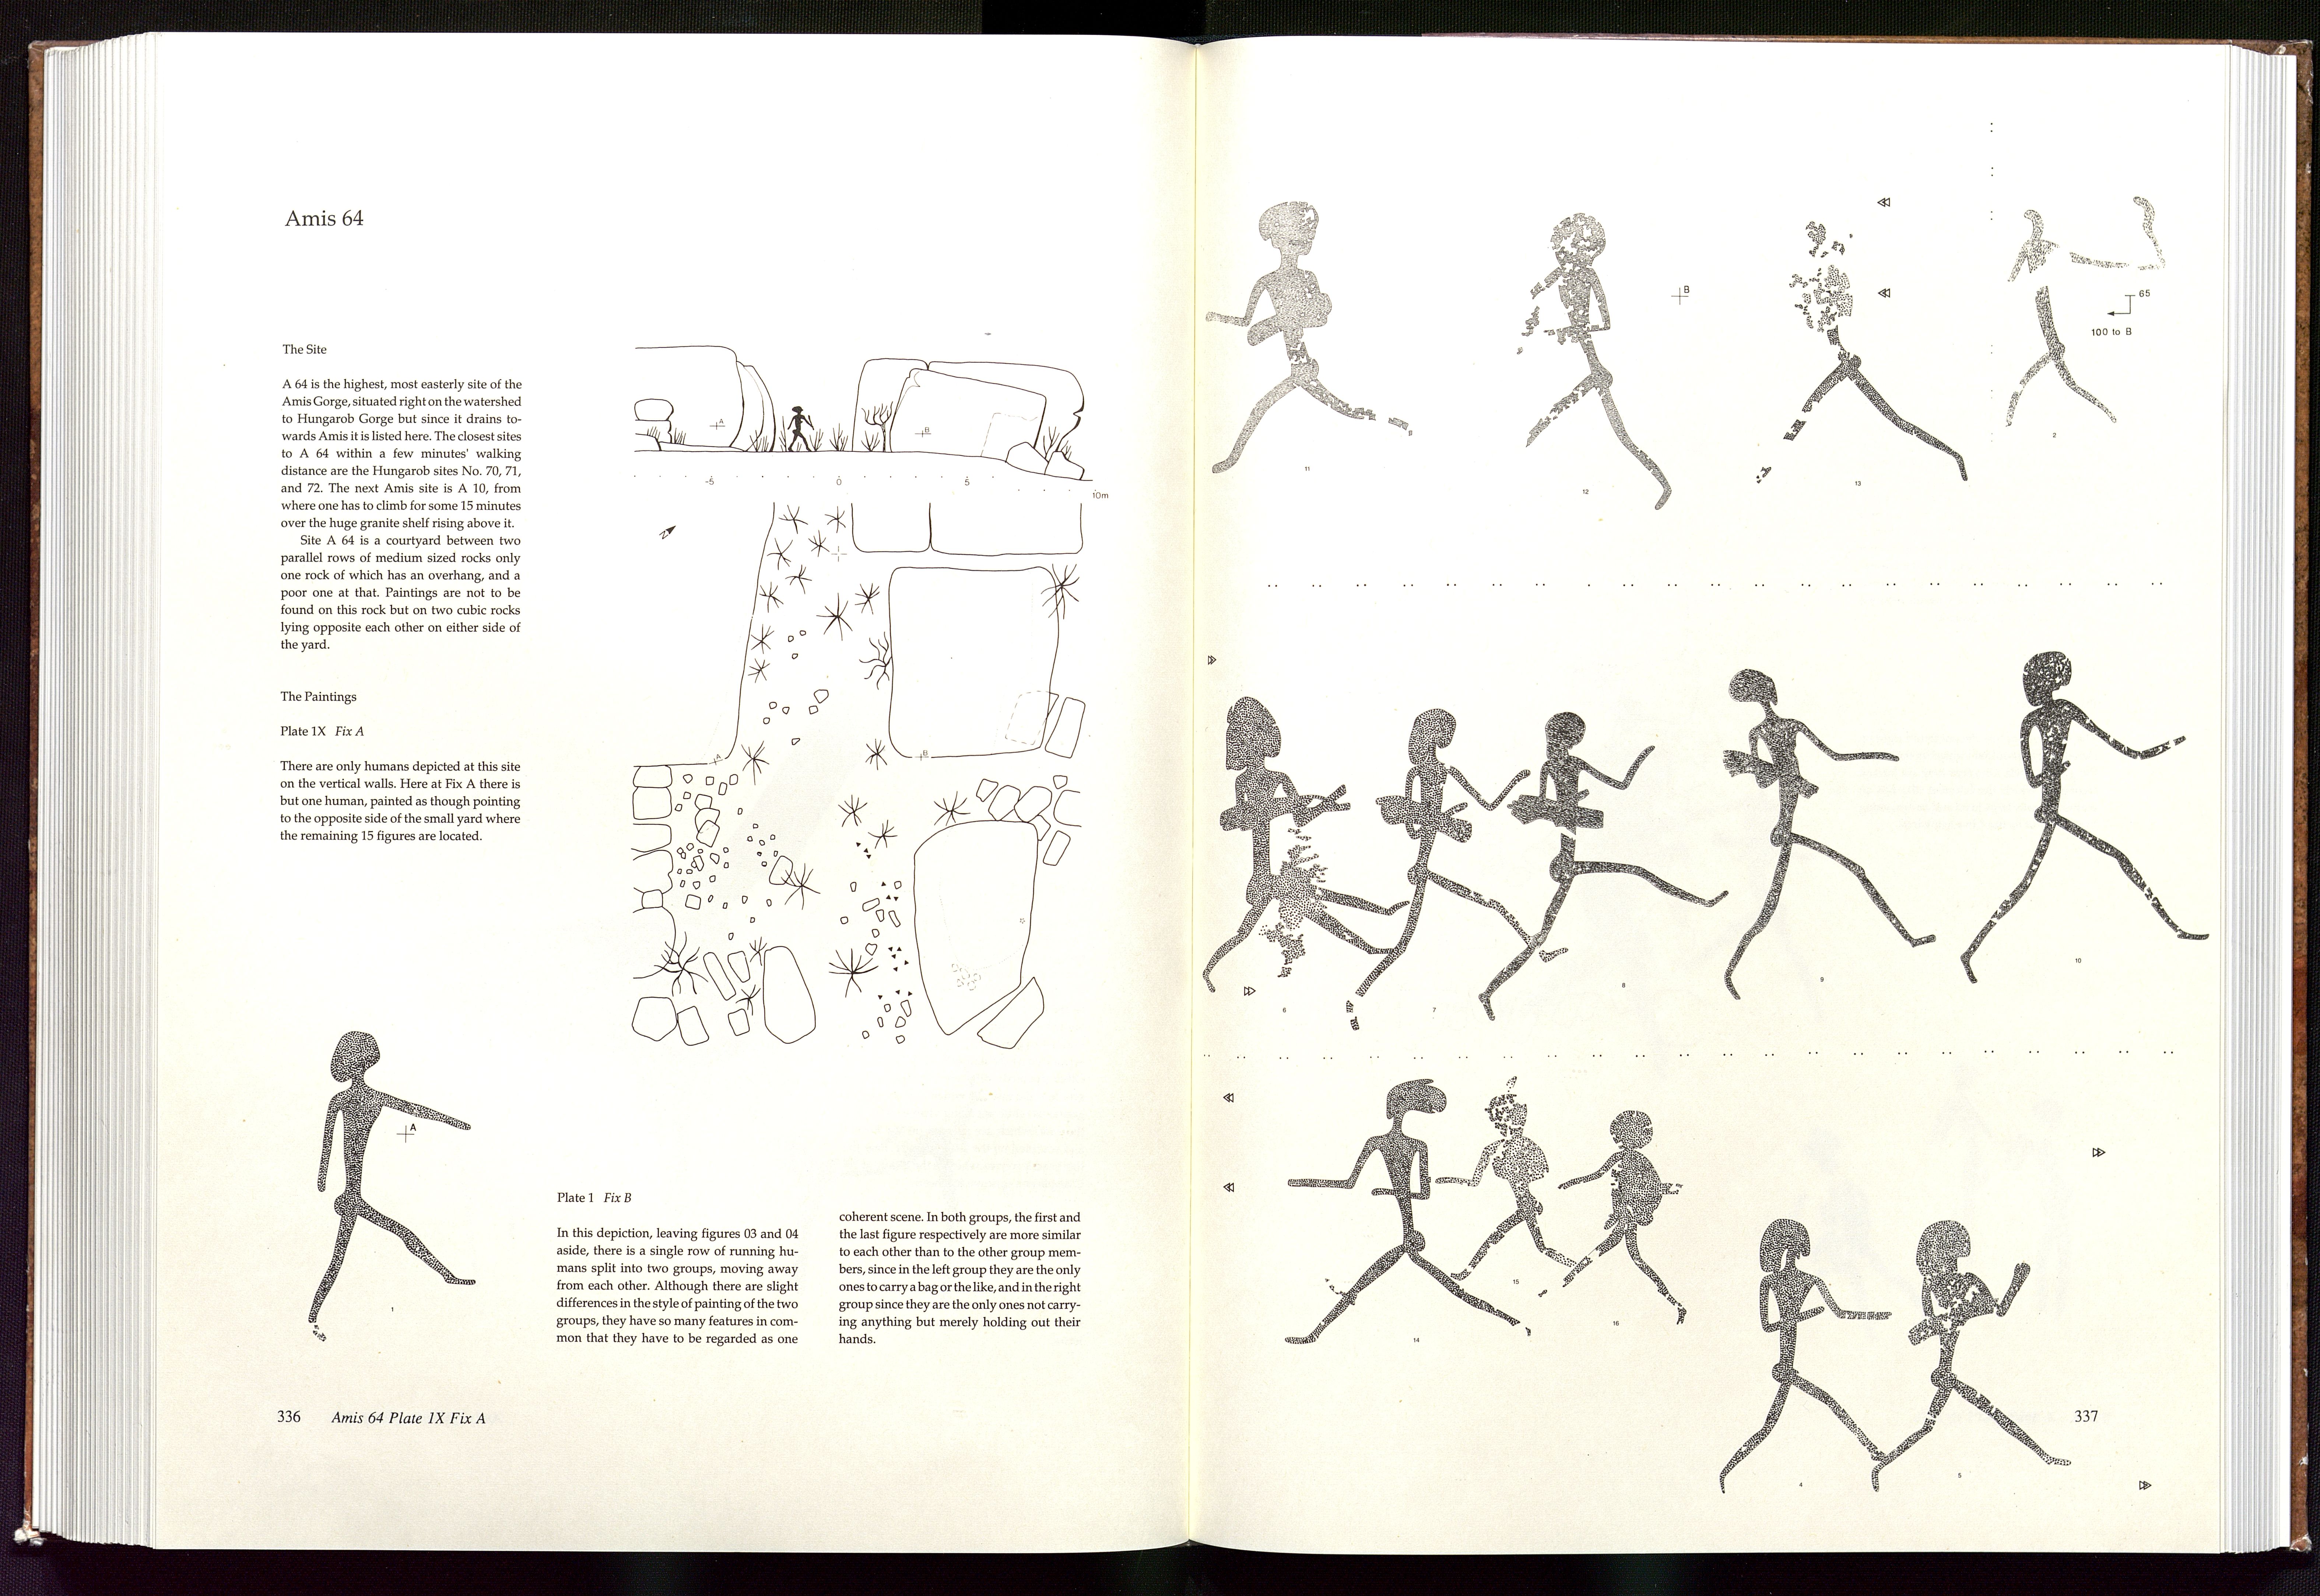 Amis 64
The Site
A 64 is the highest, most easterly site of the
Amis Gorge, situated right on the watershed
to Hungarob Gorge but since it drains to-
wards Amis it is listed here. The closest sites
to A 64 within a few minutes' walking
distance are the Hungarob sites No. 70, 71,
and 72. The next Amis site is A 10, from
where one has to climb for some 15 minutes
over the huge granite shelf rising above it.
Site A 64 is a courtyard between two
parallel rows of medium sized rocks only
one rock of which has an overhang, and a
poor one at that. Paintings are not to be
found on this rock but on two cubic rocks
lying opposite each other on either side of
the yard.
The Paintings
Plate 1X Fix A
There are only humans depicted at this site
on the vertical walls. Here at Fix A there is
but one human, painted as though pointing
to the opposite side of the small yard where
the remaining 15 figures are located.
A
B
-5
0
5
10m
N
A
B
A
1
Plate 1 Fix B
In this depiction, leaving figures 03 and 04
aside, there is a single row of running hu-
mans split into two groups, moving away
from each other. Although there are slight
differences in the style of painting of the two
groups, they have so many features in com-
mon that they have to be regarded as one
coherent scene. In both groups, the first and
the last figure respectively are more similar
to each other than to the other group mem-
bers, since in the left group they are the only
ones to carry a bag or the like, and in the right
group since they are the only ones not carry-
ing anything but merely holding out their
hands.
336 Amis 64 Plate 1X Fix A
B
65
100 to B
11
12
13
2
6
7
8
9
10
14
15
16
4
5
337